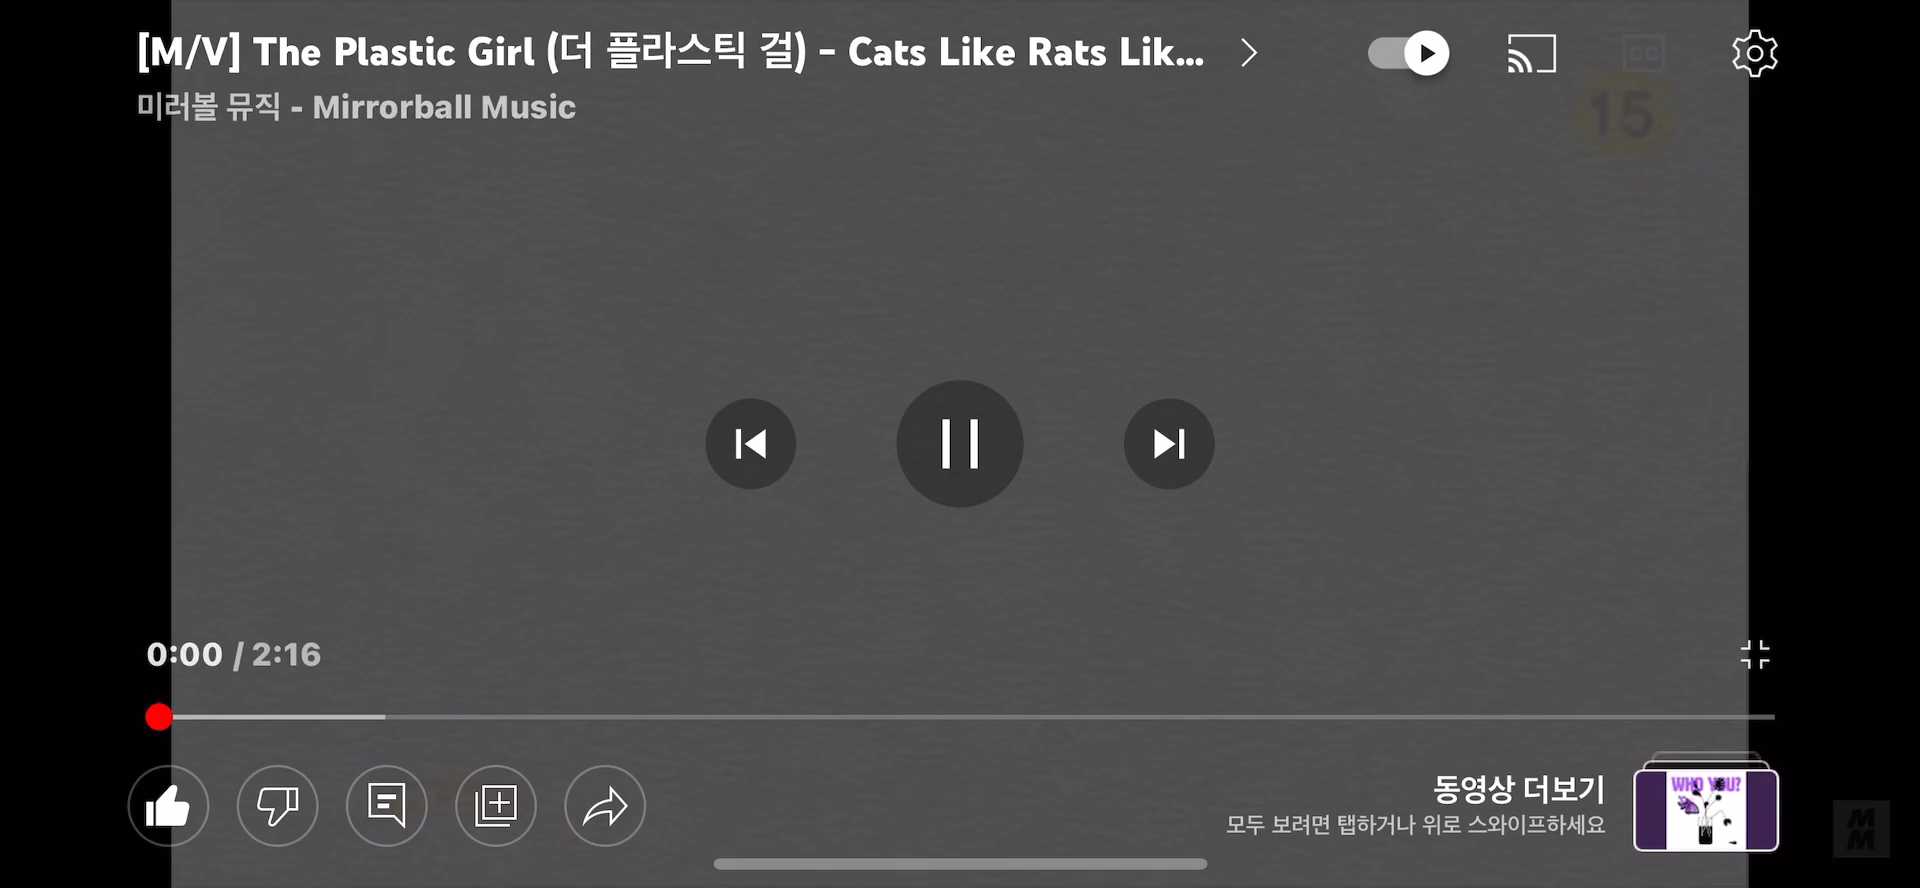 [M/V] The Plastic Girl (더 플라스틱 걸) - Cats Like Rats Lik...
미러볼 뮤직 - Mirrorball Music
CC
15
0:00 / 2:16
동영상 더보기
모두 보려면 탭하거나 위로 스와이프하세요
WHO YOU?
MM